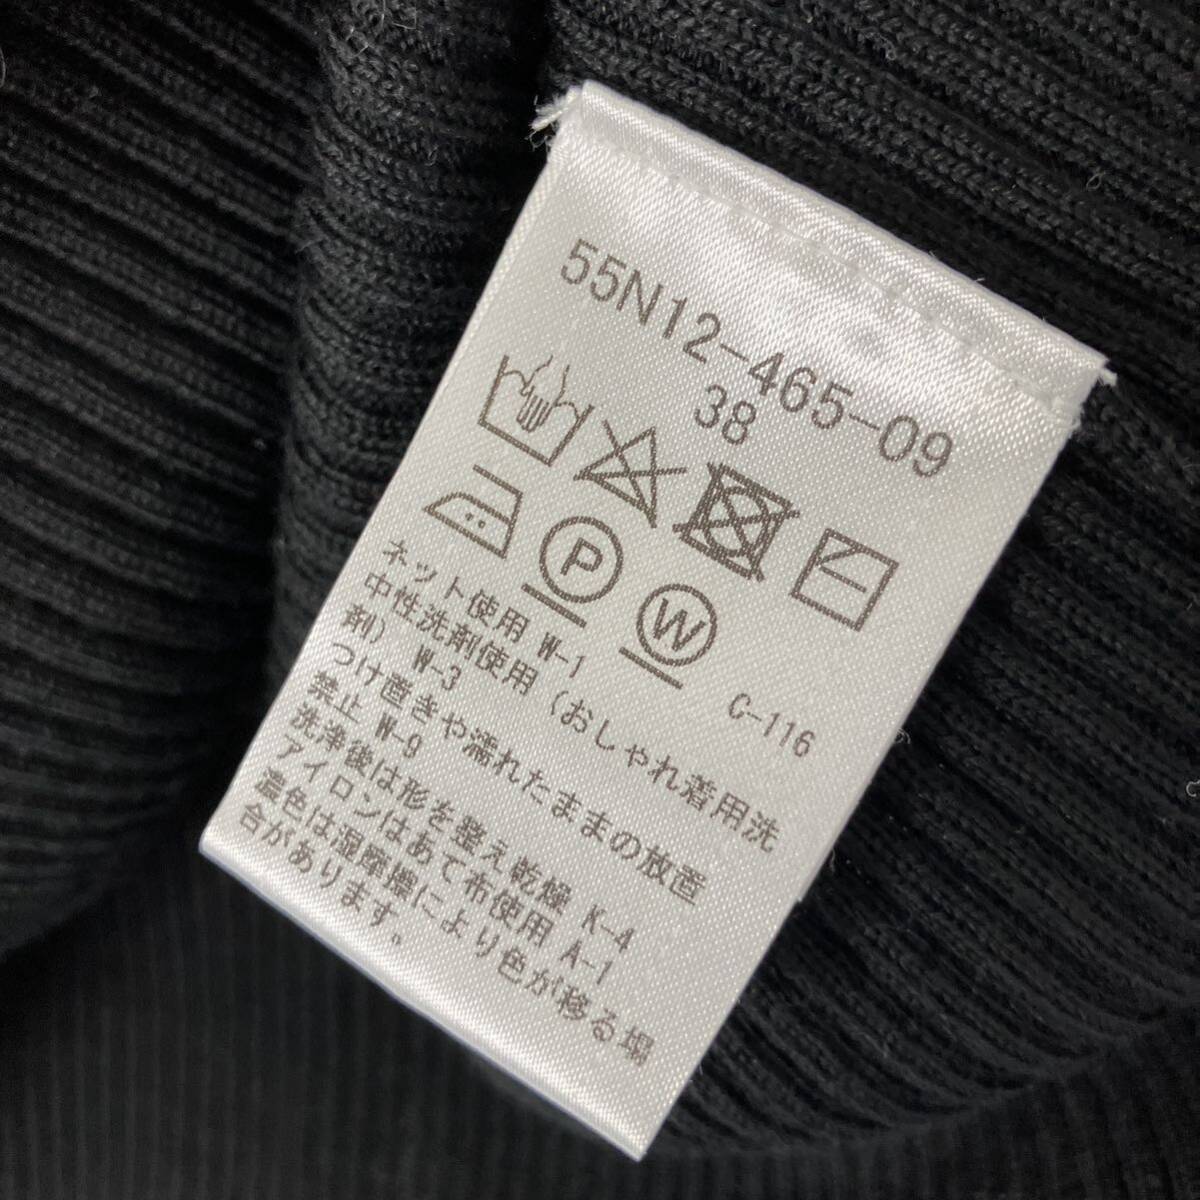 55N12-465-09
38
P
W
C-116
ネット使用 W-1
中性洗剤使用(おしゃれ着用洗
剤) W-3
つけ置きや濡れたままの放置
禁止 W-9
洗浄後は形を整え乾燥 K-4
アイロンはあて布使用 A-1
濃色は湿摩擦により色が移る場
合があります。